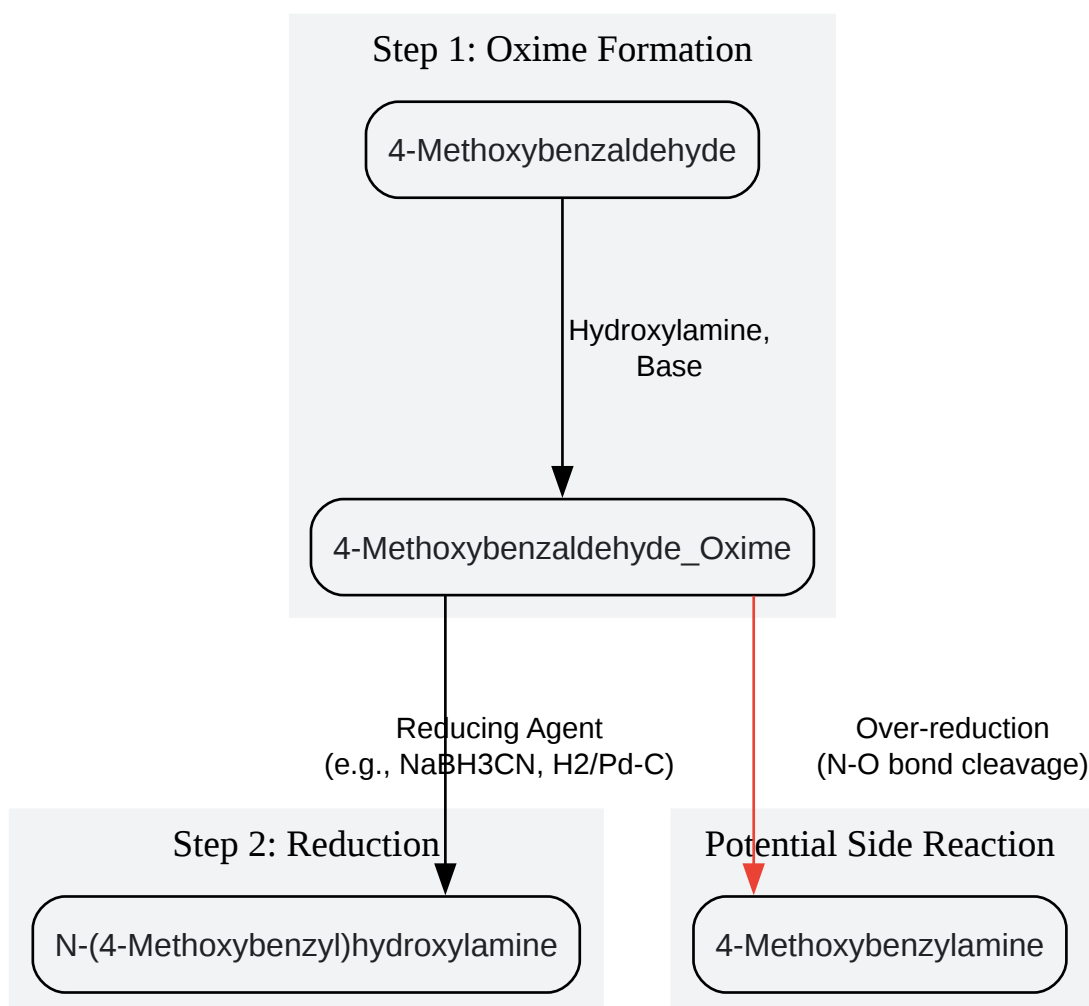 Step 1: Oxime Formation
4-Methoxybenzaldehyde
Hydroxylamine,
Base
4-Methoxybenzaldehyde_Oxime
Reducing Agent
(e.g., NaBH3CN, H2/Pd-C)
Over-reduction
(N-O bond cleavage)
Step 2: Reduction
N-(4-Methoxybenzyl)hydroxylamine
Potential Side Reaction
4-Methoxybenzylamine